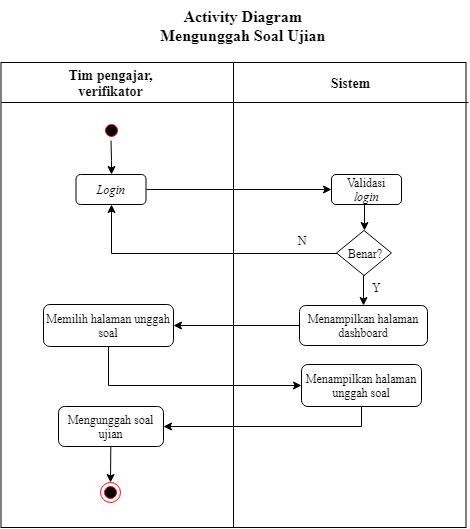 Activity Diagram
Mengunggah Soal Ujian
Tim pengajar,
verifikator
Sistem
Login
Validasi
login
N
Benar?
Y
Memilih halaman unggah
soal
Menampilkan halaman
dashboard
Menampilkan halaman
unggah soal
Mengunggah soal
ujian